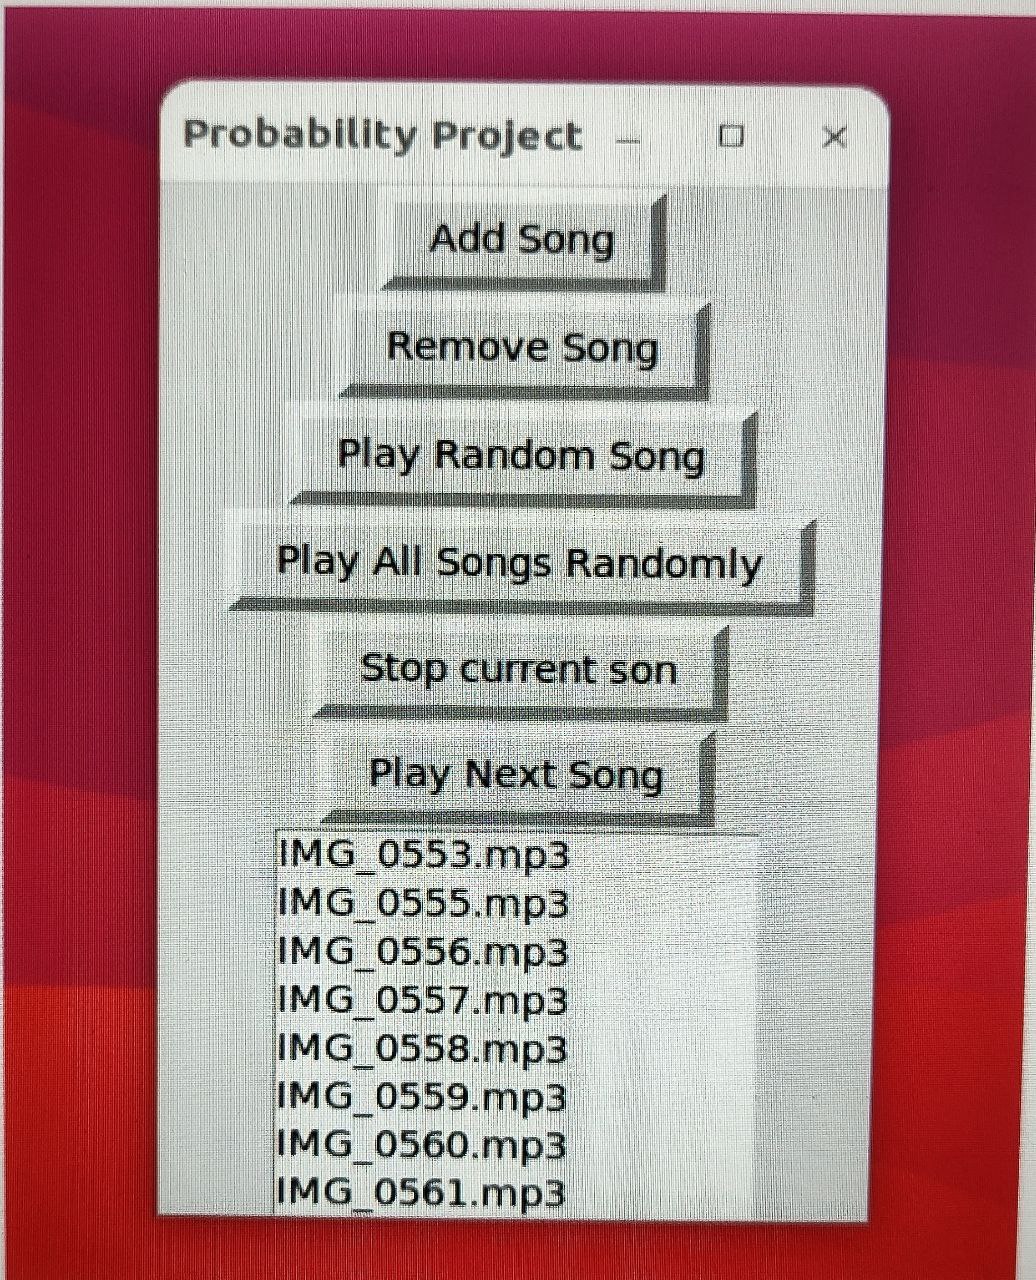 Probability Project
Add Song
Remove Song
Play Random Song
Play All Songs Randomly
Stop current son
Play Next Song
IMG_0553.mp3
IMG_0555.mp3
IMG_0556.mp3
IMG_0557.mp3
IMG_0558.mp3
IMG_0559.mp3
IMG_0560.mp3
IMG_0561.mp3